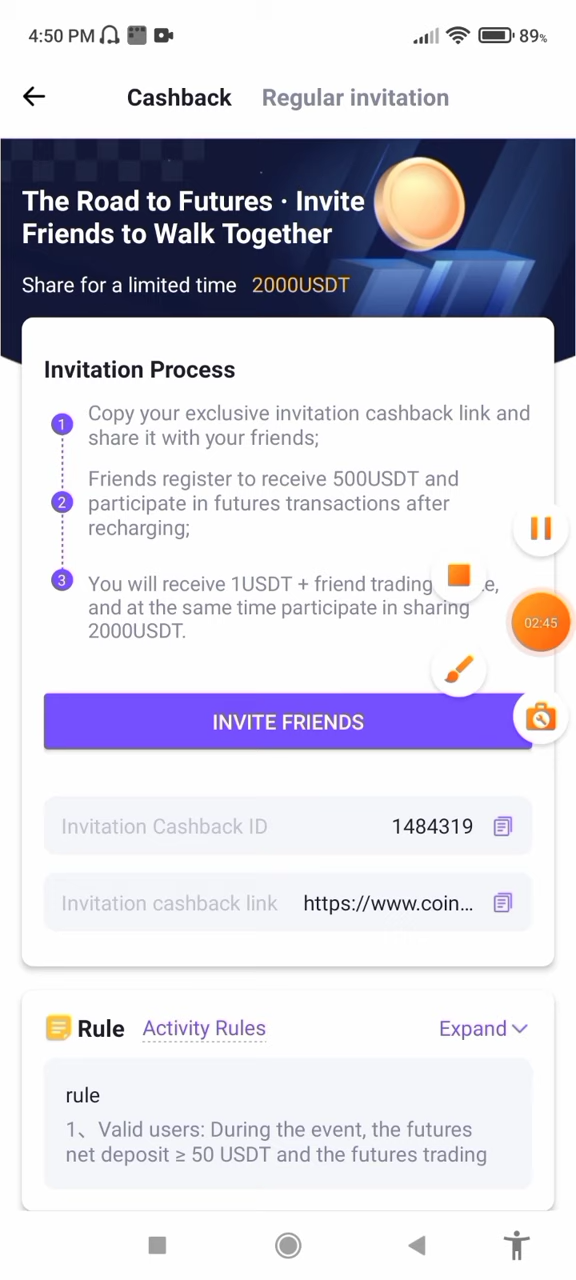 4:50 PM 89%
Cashback Regular invitation
The Road to Futures · Invite
Friends to Walk Together
Share for a limited time 2000USDT
Invitation Process
1 Copy your exclusive invitation cashback link and
share it with your friends;
Friends register to receive 500USDT and
2 participate in futures transactions after
recharging;
3 You will receive 1USDT + friend trading e,
and at the same time participate in sharing
2000USDT.
02:45
INVITE FRIENDS
Invitation Cashback ID 1484319
Invitation cashback link https://www.coin...
Rule Activity Rules Expand
rule
1、Valid users: During the event, the futures
net deposit ≥ 50 USDT and the futures trading